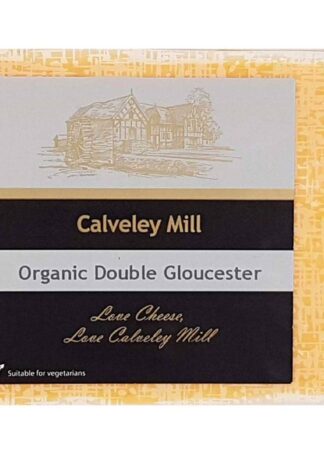 Calveley Mill
Organic Double Gloucester
Love Cheese,
Love Calveley Mill
Suitable for vegetarians